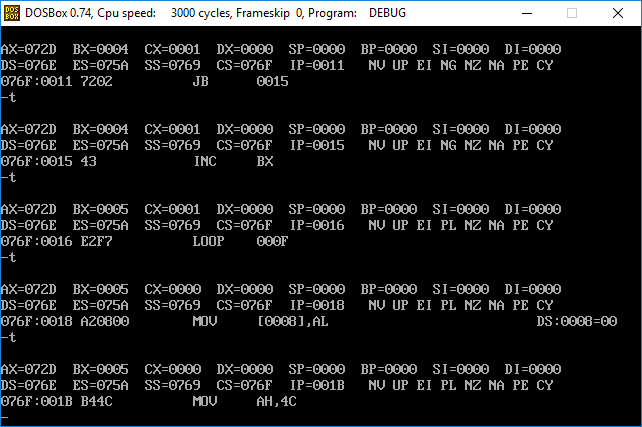 DOSBox 0.74, Cpu speed:    3000 cycles, Frameskip  0, Program:    DEBUG
AX=072D  BX=0004  CX=0001  DX=0000  SP=0000  BP=0000  SI=0000  DI=0000
DS=076E  ES=075A  SS=0769  CS=076F  IP=0011   NV UP EI NG NZ NA PE CY
076F:0011 7202          JB      0015
-t
AX=072D  BX=0004  CX=0001  DX=0000  SP=0000  BP=0000  SI=0000  DI=0000
DS=076E  ES=075A  SS=0769  CS=076F  IP=0015   NV UP EI NG NZ NA PE CY
076F:0015 43            INC     BX
-t
AX=072D  BX=0005  CX=0001  DX=0000  SP=0000  BP=0000  SI=0000  DI=0000
DS=076E  ES=075A  SS=0769  CS=076F  IP=0016   NV UP EI PL NZ NA PE CY
076F:0016 E2F7          LOOP    000F
-t
AX=072D  BX=0005  CX=0000  DX=0000  SP=0000  BP=0000  SI=0000  DI=0000
DS=076E  ES=075A  SS=0769  CS=076F  IP=0018   NV UP EI PL NZ NA PE CY
076F:0018 A20800        MOV     [0008],AL                          DS:0008=00
-t
AX=072D  BX=0005  CX=0000  DX=0000  SP=0000  BP=0000  SI=0000  DI=0000
DS=076E  ES=075A  SS=0769  CS=076F  IP=001B   NV UP EI PL NZ NA PE CY
076F:001B B44C          MOV     AH,4C
-